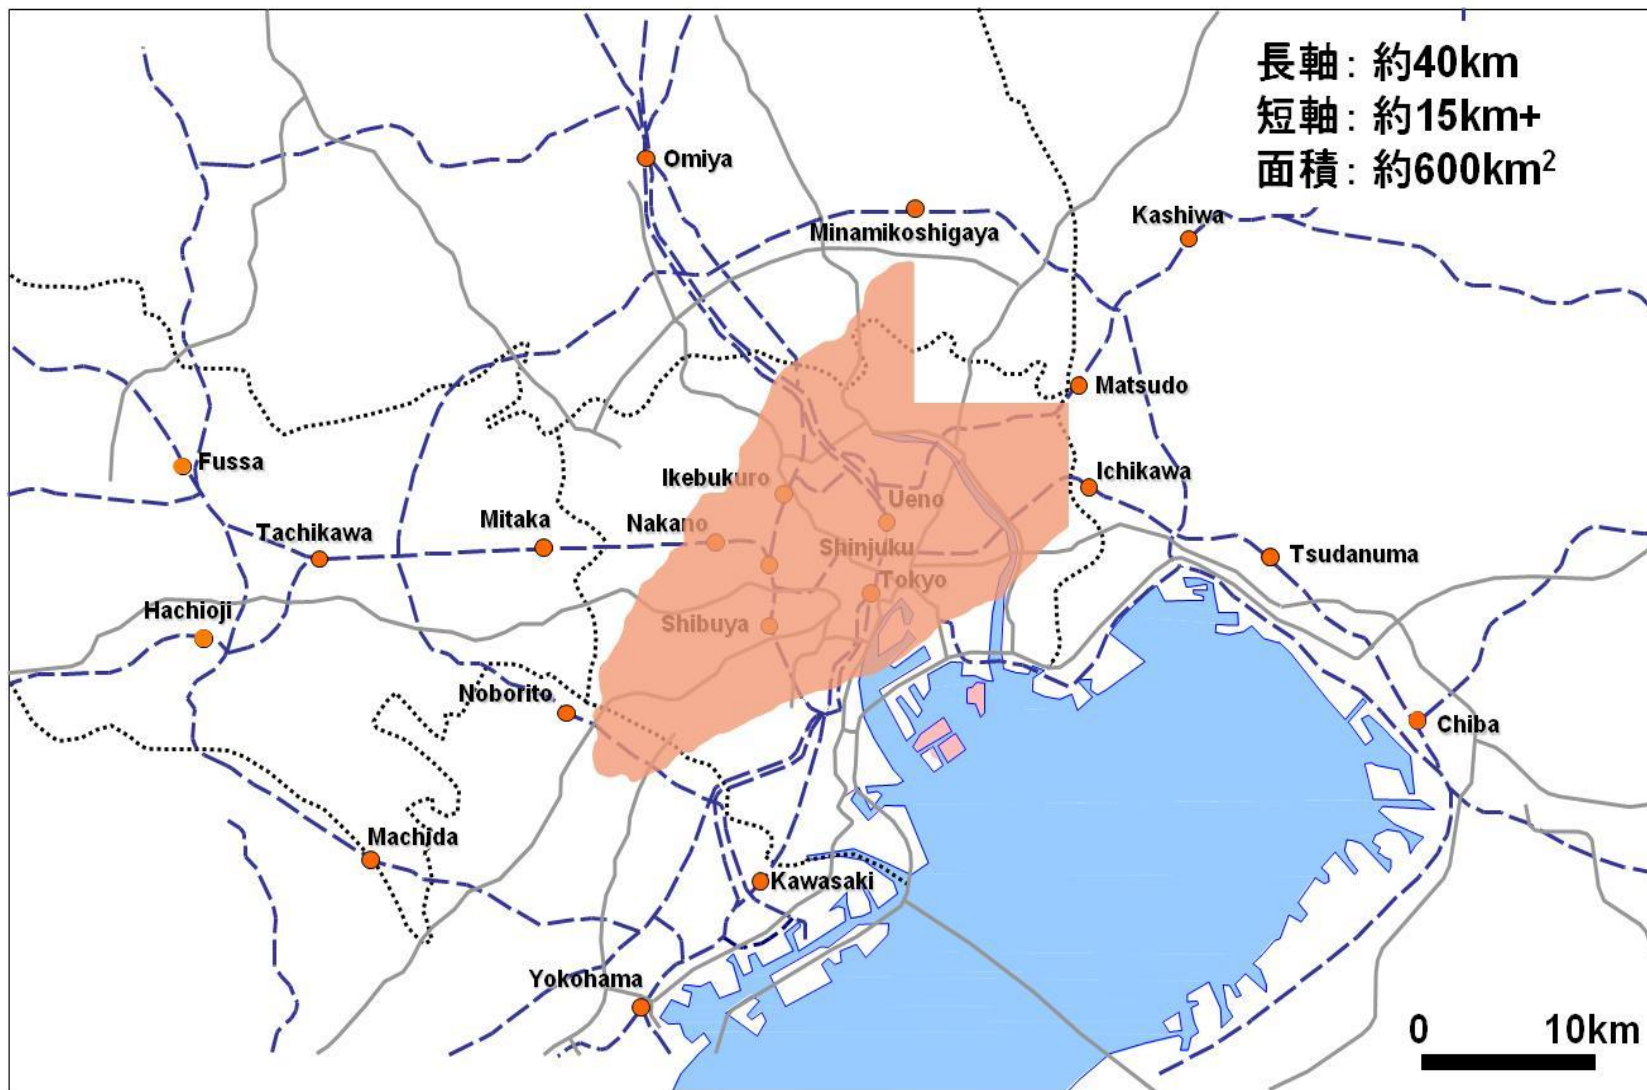 長軸：約40km
短軸：約15km+
面積：約600km²
Omiya
Minamikoshigaya
Kashiwa
Matsudo
Fussa
Ikebukuro
Ichikawa
Ueno
Tachikawa
Mitaka
Nakano
Shinjuku
Tsudanuma
Tokyo
Hachioji
Shibuya
Noborito
Chiba
Machida
Kawasaki
Yokohama
0 10km